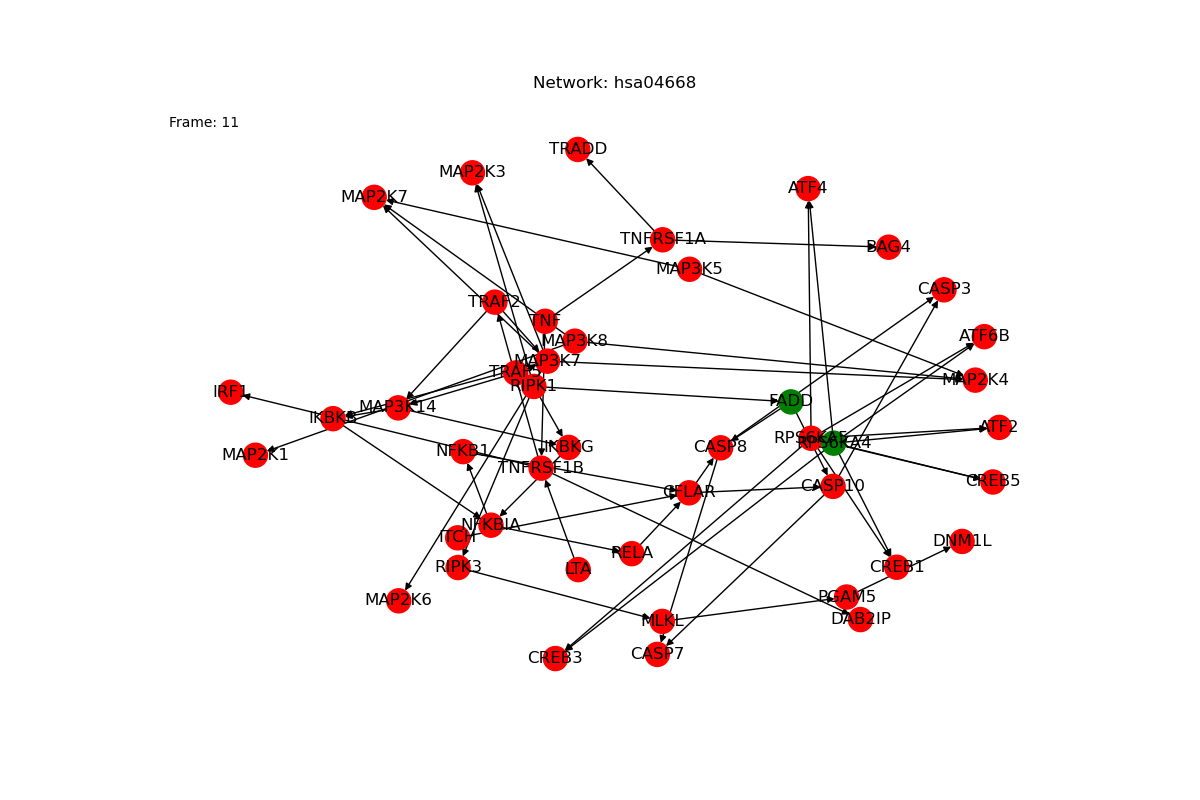 Network: hsa04668
Frame: 11
TRADD
MAP2K3
ATF4
MAP2K7
TNFRSF1A
BAG4
MAP3K5
CASP3
TRAF2
TNF
ATF6B
MAP3K8
MAP3K7
TRAF5
MAP2K4
RIPK1
IRF1
FADD
MAP3K14
IKBKB
ATF2
RPS6KA5
RPS6KA4
IKBKG
CASP8
NFKB1
MAP2K1
TNFRSF1B
CREB5
CASP10
CFLAR
NFKBIA
ITCH
DNM1L
RELA
RIPK3
LTA
CREB1
PGAM5
MAP2K6
DAB2IP
MLKL
CASP7
CREB3